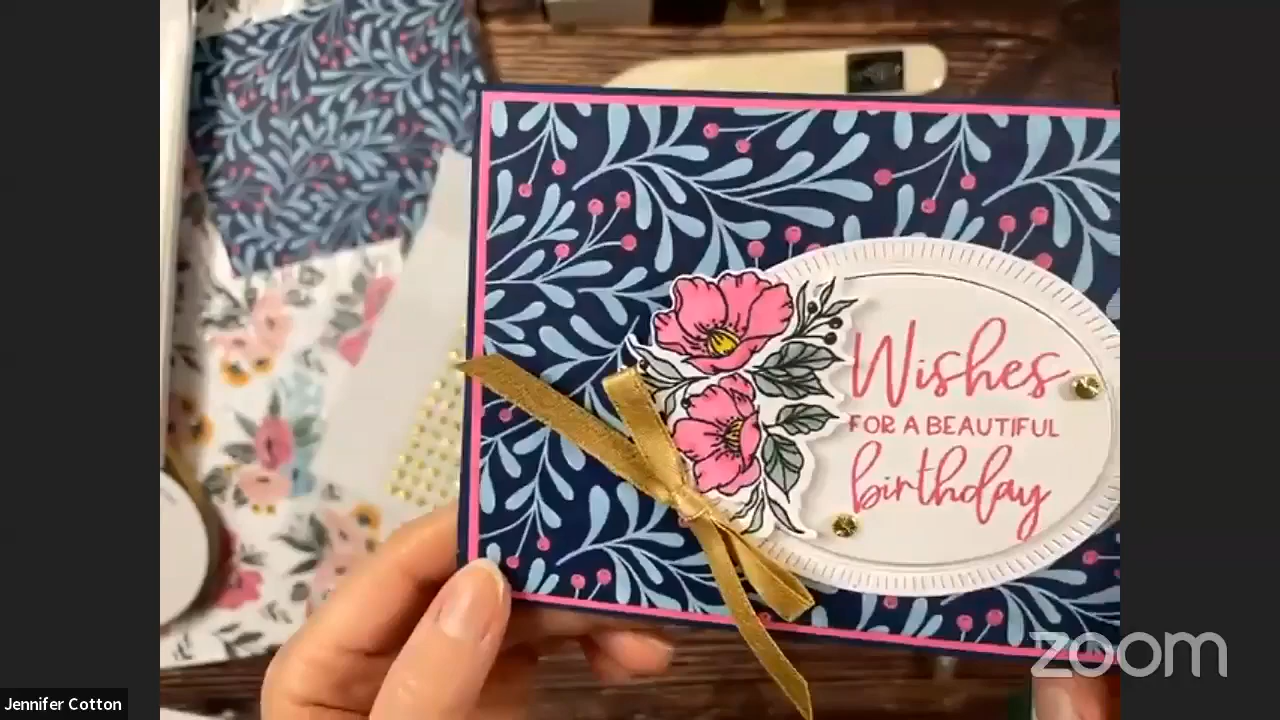 Wishes
FOR A BEAUTIFUL
birthday
zoom
Jennifer Cotton